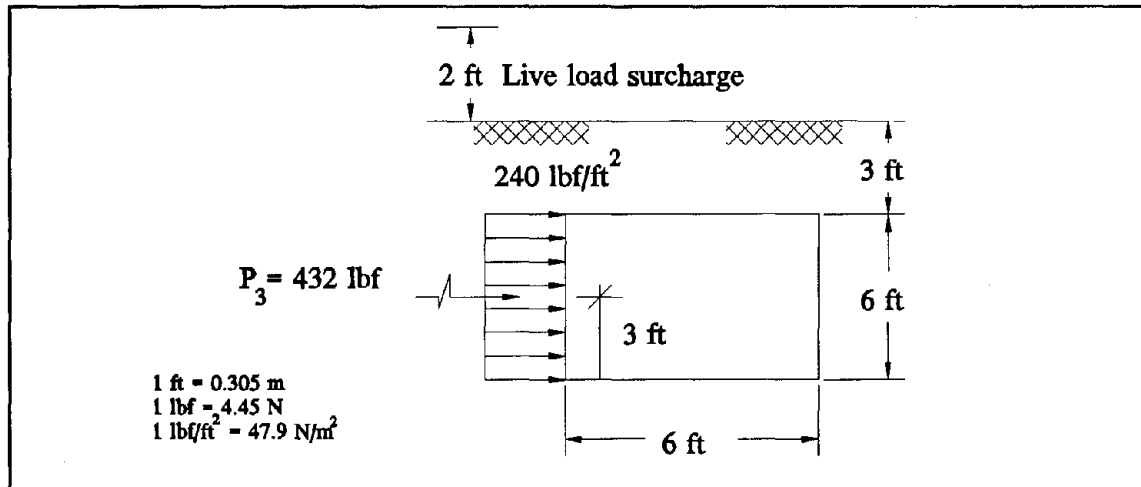 2 ft Live load surcharge
240 lbf/ft²
3 ft
P₃= 432 lbf
6 ft
3 ft
1 ft = 0.305 m
1 lbf = 4.45 N
1 lbf/ft² = 47.9 N/m²
6 ft